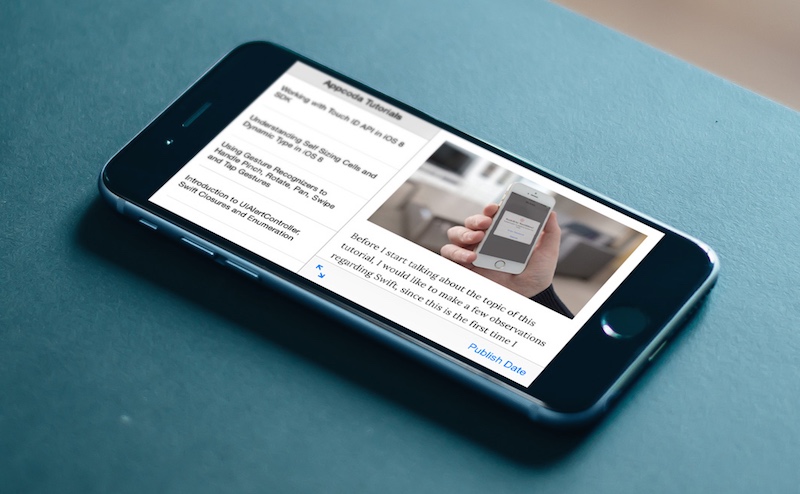 Appcoda Tutorials
Working with Touch ID API in iOS 8
SDK
Understanding Self Sizing Cells and
Dynamic Type in iOS 8
Using Gesture Recognizers to
Handle Pinch, Rotate, Pan, Swipe
and Tap Gestures
Introduction to UIAlertController,
Swift Closures and Enumeration
Before I start talking about the topic of this
tutorial, I would like to make a few observations
regarding Swift, since this is the first time I
Publish Date